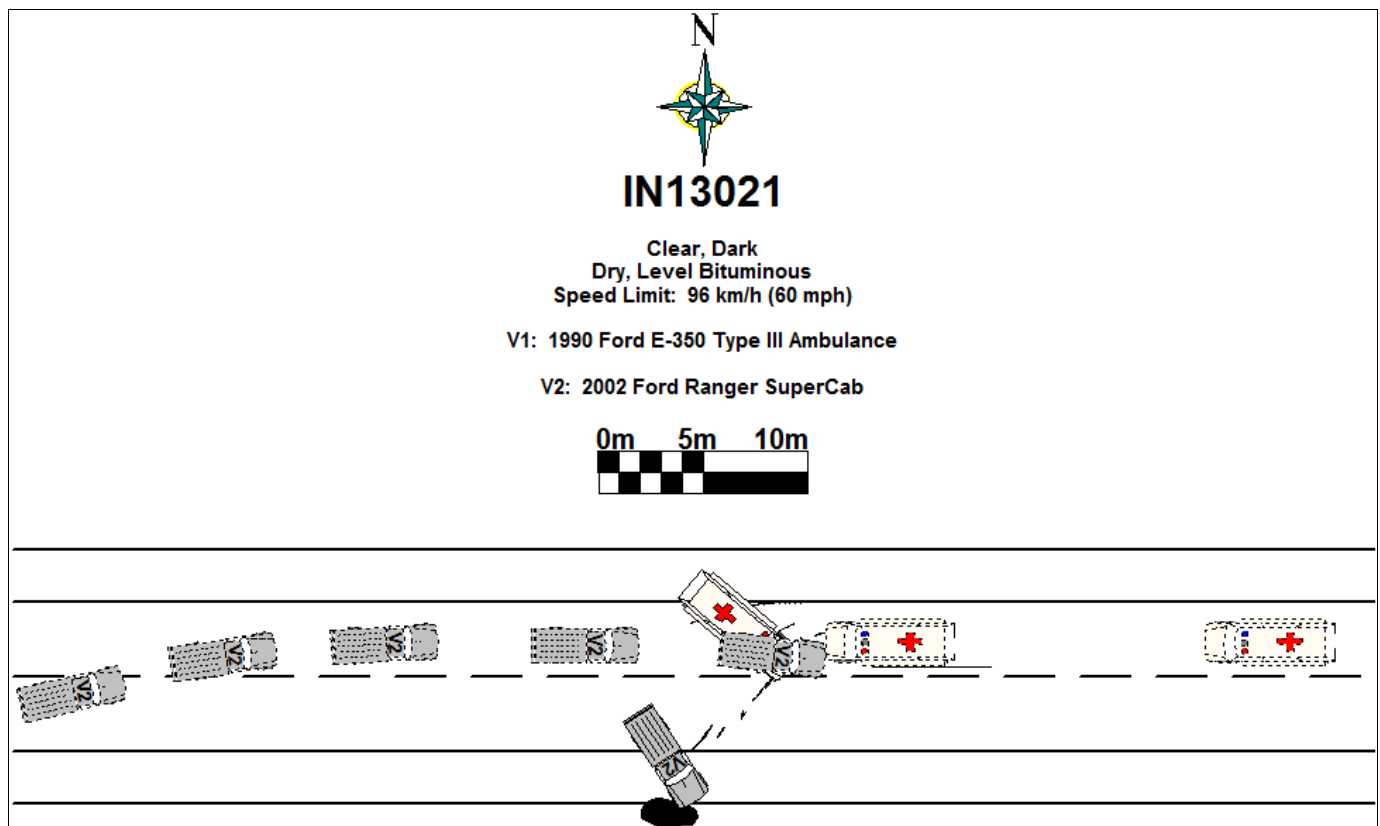 N
IN13021
Clear, Dark
Dry, Level Bituminous
Speed Limit: 96 km/h (60 mph)
V1: 1990 Ford E-350 Type III Ambulance
V2: 2002 Ford Ranger SuperCab
0m 5m 10m
V2
V2
V2
V2
V2
V2